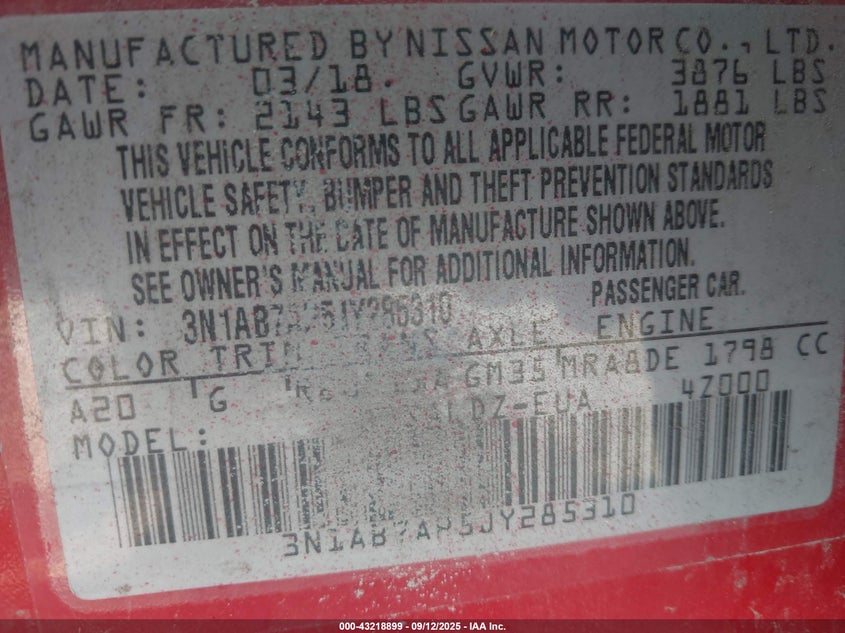 MANUFACTURED BY NISSAN MOTOR CO., LTD.
DATE: 03/18. GVWR: 3876 LBS
GAWR FR: 2143 LBS GAWR RR: 1881 LBS
THIS VEHICLE CONFORMS TO ALL APPLICABLE FEDERAL MOTOR
VEHICLE SAFETY, BUMPER AND THEFT PREVENTION STANDARDS
IN EFFECT ON THE DATE OF MANUFACTURE SHOWN ABOVE.
SEE OWNER'S MANUAL FOR ADDITIONAL INFORMATION.
VIN: PASSENGER CAR.
COLOR TRIM AXLE ENGINE
A20 G GM35 MRA8DE 1798 CC
MODEL: 4Z000
3N1AB7AP5JY285310
000-43218899 - 09/12/2025 - IAA Inc.